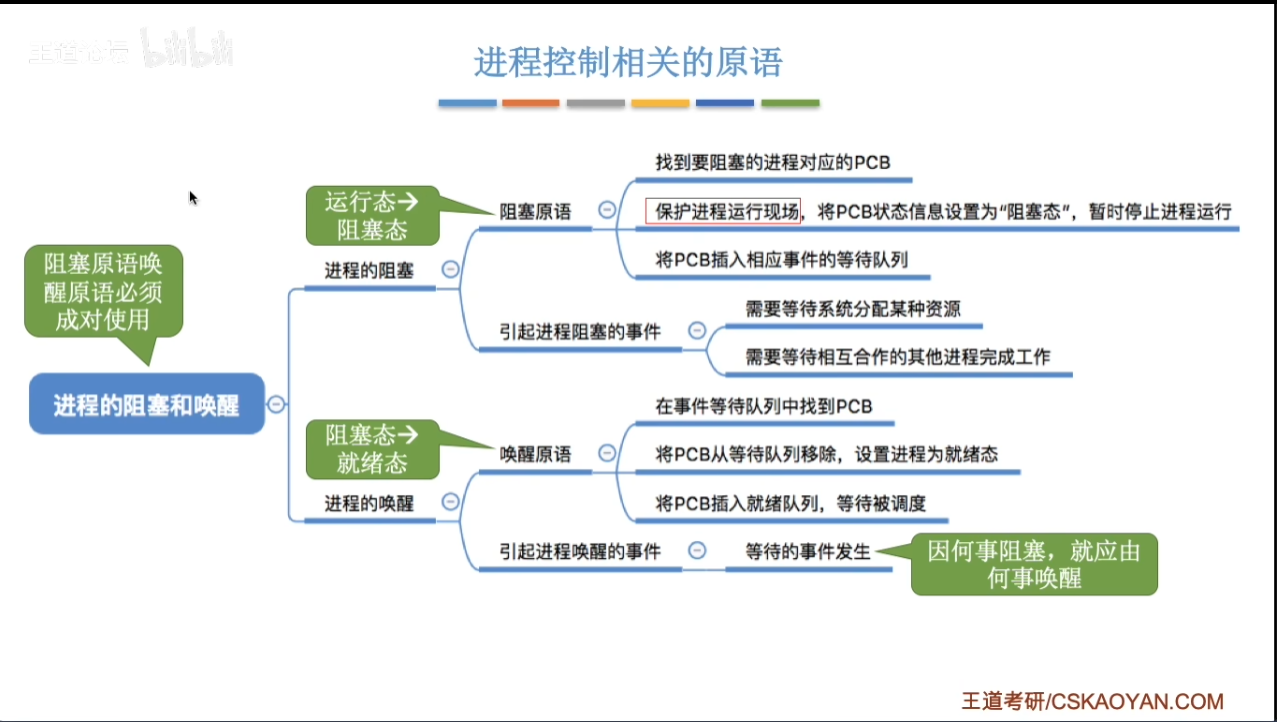 王道论坛 bilibili
进程控制相关的原语
运行态→
阻塞态
阻塞原语唤
醒原语必须
成对使用
进程的阻塞和唤醒
进程的阻塞
阻塞原语
找到要阻塞的进程对应的PCB
保护进程运行现场，将PCB状态信息设置为“阻塞态”，暂时停止进程运行
将PCB插入相应事件的等待队列
引起进程阻塞的事件
需要等待系统分配某种资源
需要等待相互合作的其他进程完成工作
阻塞态→
就绪态
进程的唤醒
唤醒原语
在事件等待队列中找到PCB
将PCB从等待队列移除，设置进程为就绪态
将PCB插入就绪队列，等待被调度
引起进程唤醒的事件
等待的事件发生
因何事阻塞，就应由
何事唤醒
王道考研/CSKAOYAN.COM